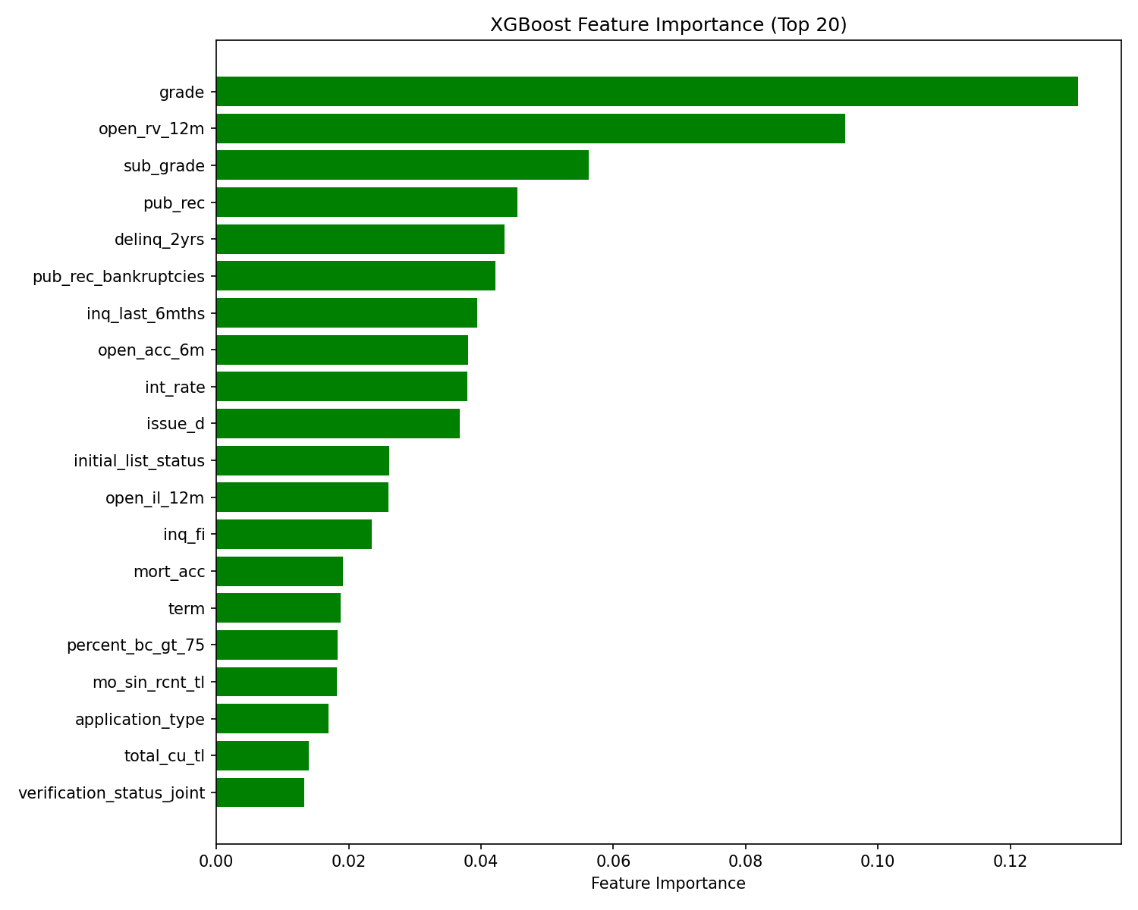 XGBoost Feature Importance (Top 20)
grade
open_rv_12m
sub_grade
pub_rec
delinq_2yrs
pub_rec_bankruptcies
inq_last_6mths
open_acc_6m
int_rate
issue_d
initial_list_status
open_il_12m
inq_fi
mort_acc
term
percent_bc_gt_75
mo_sin_rcnt_tl
application_type
total_cu_tl
verification_status_joint
0.00 0.02 0.04 0.06 0.08 0.10 0.12
Feature Importance